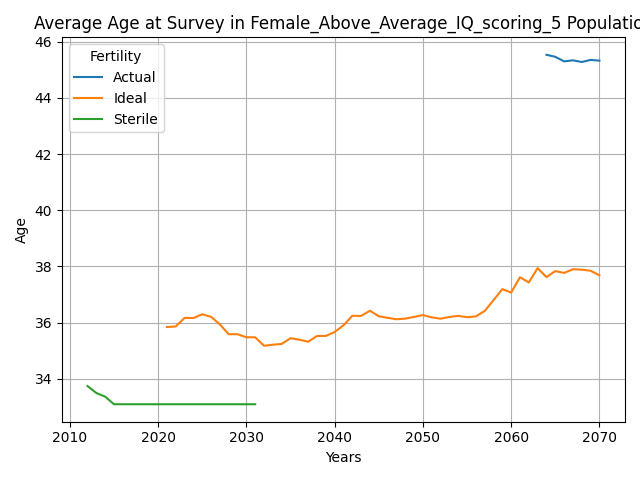 Average Age at Survey in Female_Above_Average_IQ_scoring_5 Populatio
46
44
42
40
38
36
34
Age
Fertility
Actual
Ideal
Sterile
2010 2020 2030 2040 2050 2060 2070
Years